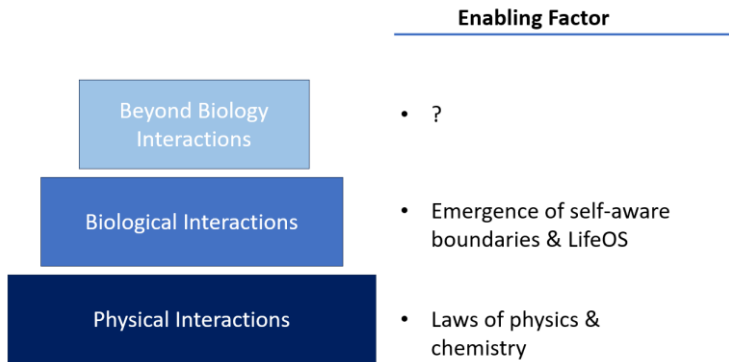 Enabling Factor
Beyond Biology
Interactions
• ?
Biological Interactions
• Emergence of self-aware
boundaries & LifeOS
Physical Interactions
• Laws of physics &
chemistry